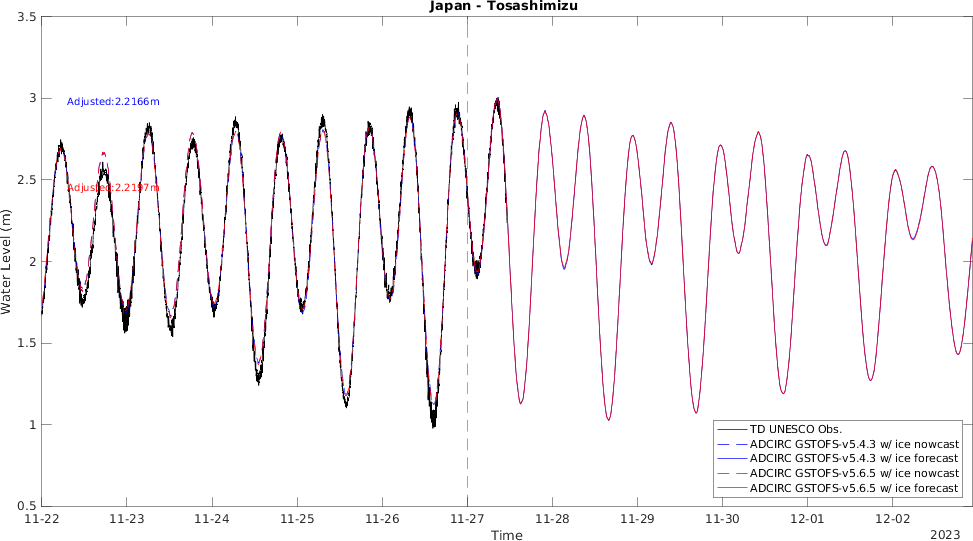 Japan - Tosashimizu
3.5
3
2.5
2
1.5
1
0.5
Water Level (m)
Adjusted:2.2166m
Adjusted:2.2197m
TD UNESCO Obs.
ADCIRC GSTOFS-v5.4.3 w/ ice nowcast
ADCIRC GSTOFS-v5.4.3 w/ ice forecast
ADCIRC GSTOFS-v5.6.5 w/ ice nowcast
ADCIRC GSTOFS-v5.6.5 w/ ice forecast
11-22 11-23 11-24 11-25 11-26 11-27 11-28 11-29 11-30 12-01 12-02
Time
2023